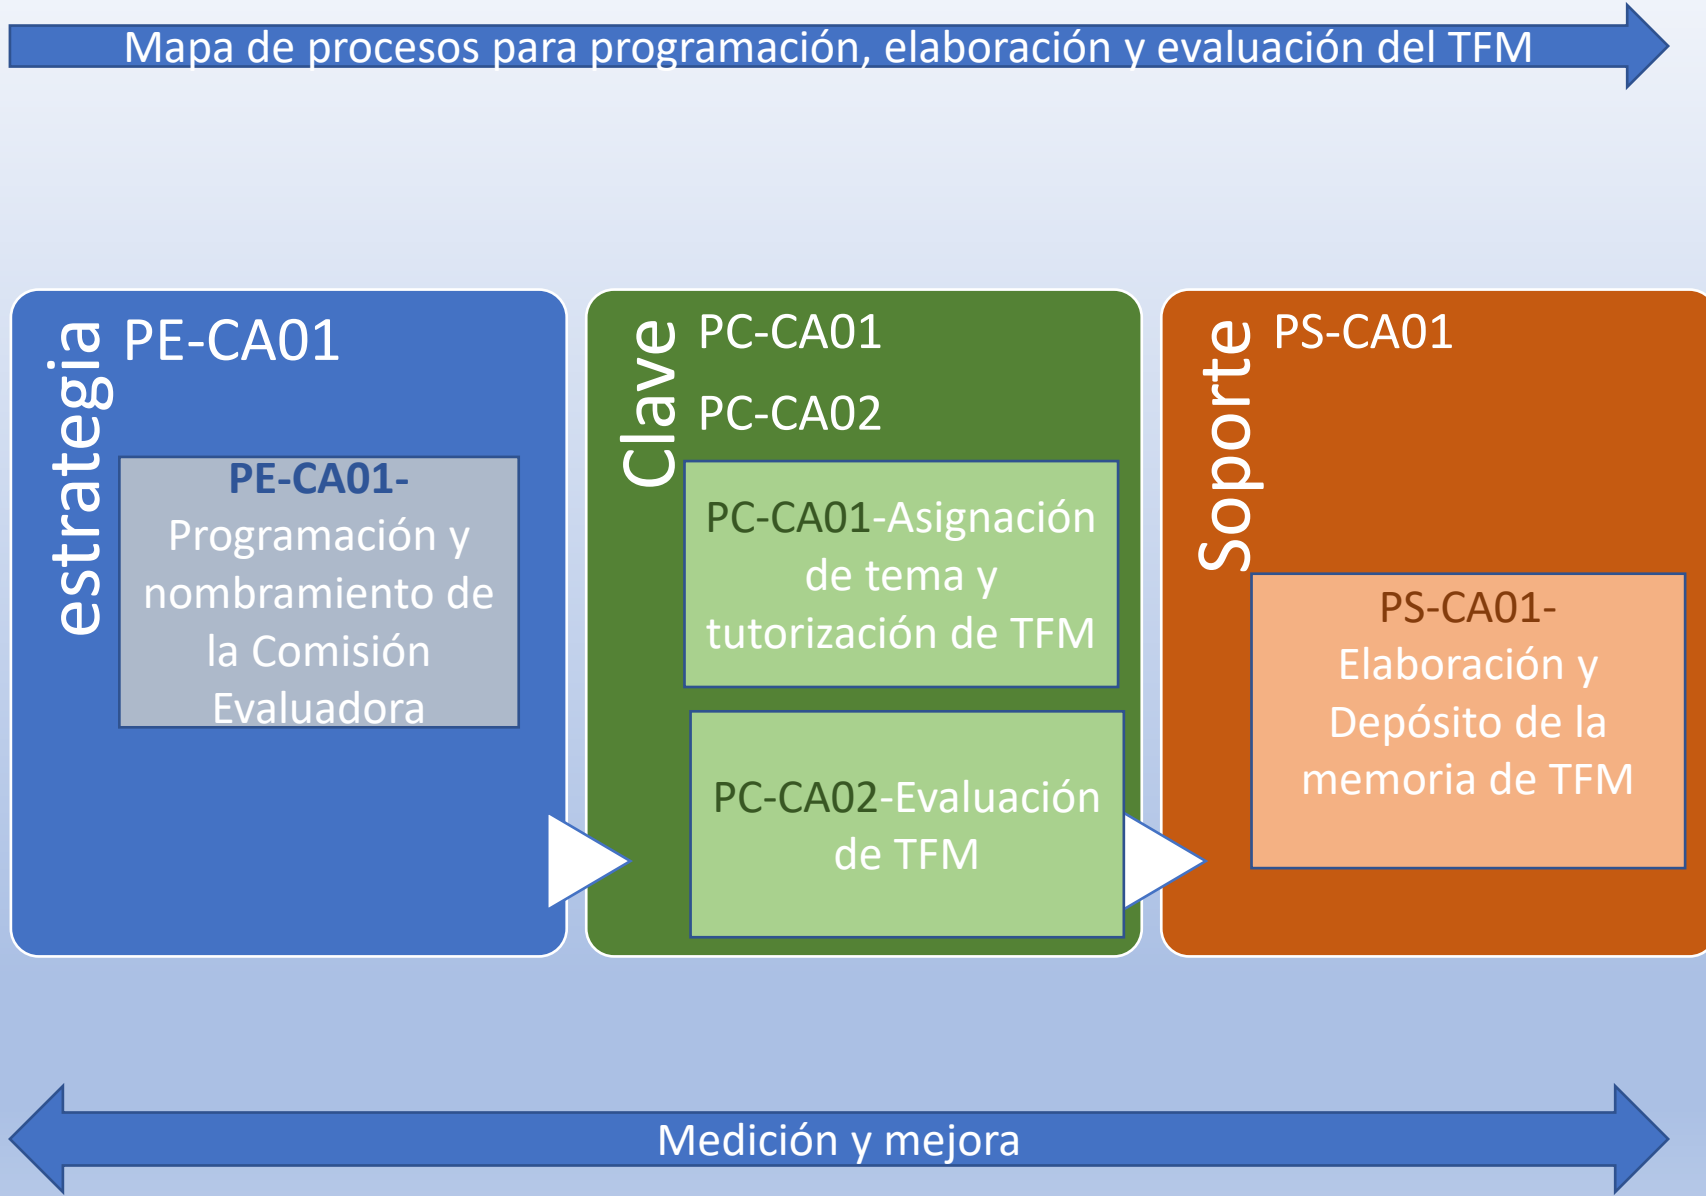 Mapa de procesos para programación, elaboración y evaluación del TFM
estrategia
PE-CA01
PE-CA01-
Programación y
nombramiento de
la Comisión
Evaluadora
Clave
PC-CA01
PC-CA02
PC-CA01-Asignación
de tema y
tutorización de TFM
PC-CA02-Evaluación
de TFM
Soporte
PS-CA01
PS-CA01-
Elaboración y
Depósito de la
memoria de TFM
Medición y mejora